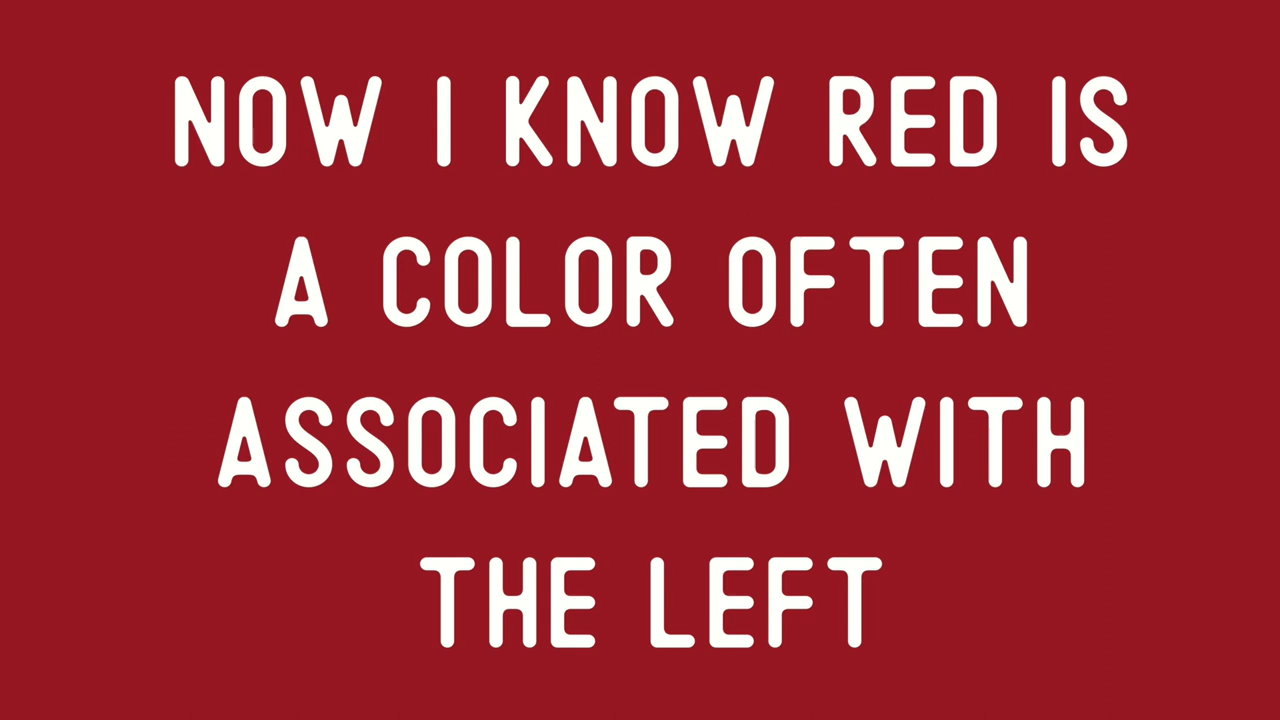 NOW I KNOW RED IS
A COLOR OFTEN
ASSOCIATED WITH
THE LEFT